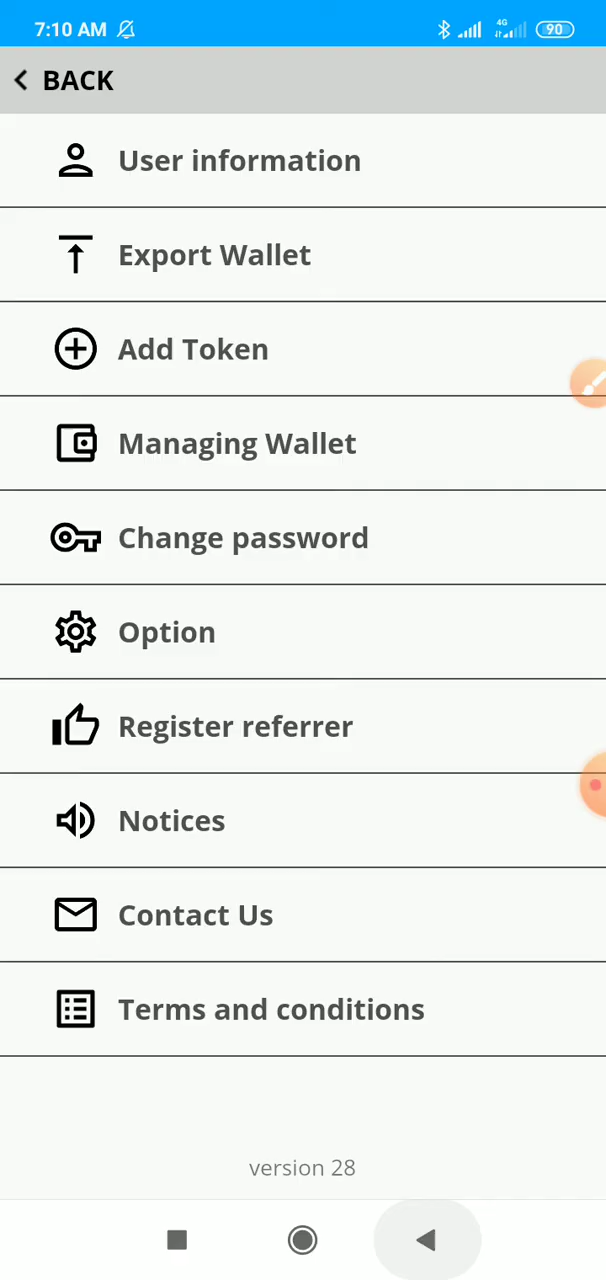 7:10 AM 4G 90
BACK
User information
Export Wallet
Add Token
Managing Wallet
Change password
Option
Register referrer
Notices
Contact Us
Terms and conditions
version 28